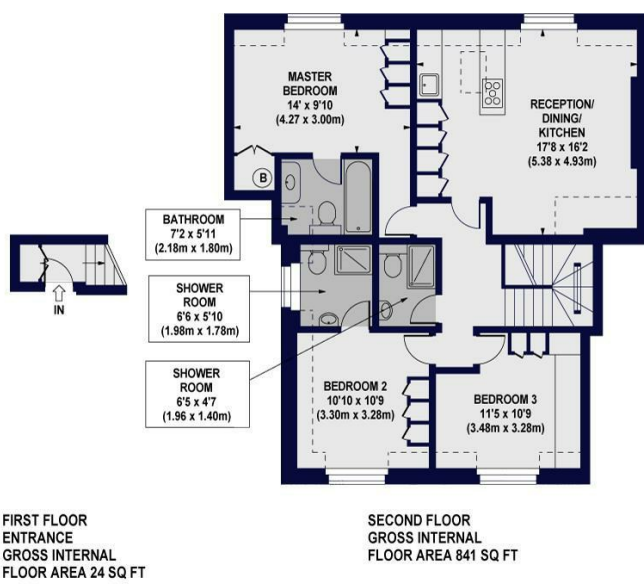 MASTER
BEDROOM
14' x 9'10
(4.27 x 3.00m)
RECEPTION/
DINING/
KITCHEN
17'8 x 16'2
(5.38 x 4.93m)
B
BATHROOM
7'2 x 5'11
(2.18m x 1.80m)
IN
SHOWER
ROOM
6'6 x 5'10
(1.98m x 1.78m)
SHOWER
ROOM
6'5 x 4'7
(1.96 x 1.40m)
BEDROOM 2
10'10 x 10'9
(3.30m x 3.28m)
BEDROOM 3
11'5 x 10'9
(3.48m x 3.28m)
FIRST FLOOR
ENTRANCE
GROSS INTERNAL
FLOOR AREA 24 SQ FT
SECOND FLOOR
GROSS INTERNAL
FLOOR AREA 841 SQ FT